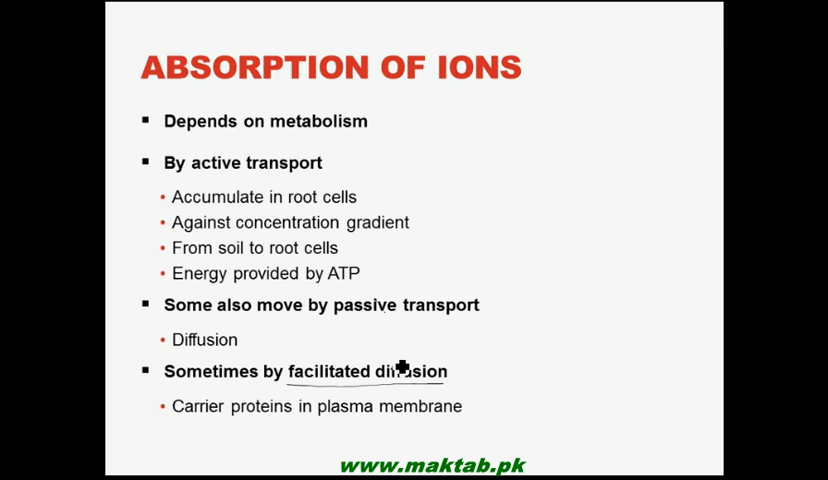 ABSORPTION OF IONS
▪ Depends on metabolism
▪ By active transport
• Accumulate in root cells
• Against concentration gradient
• From soil to root cells
• Energy provided by ATP
▪ Some also move by passive transport
• Diffusion
▪ Sometimes by facilitated diffusion
• Carrier proteins in plasma membrane
www.maktab.pk